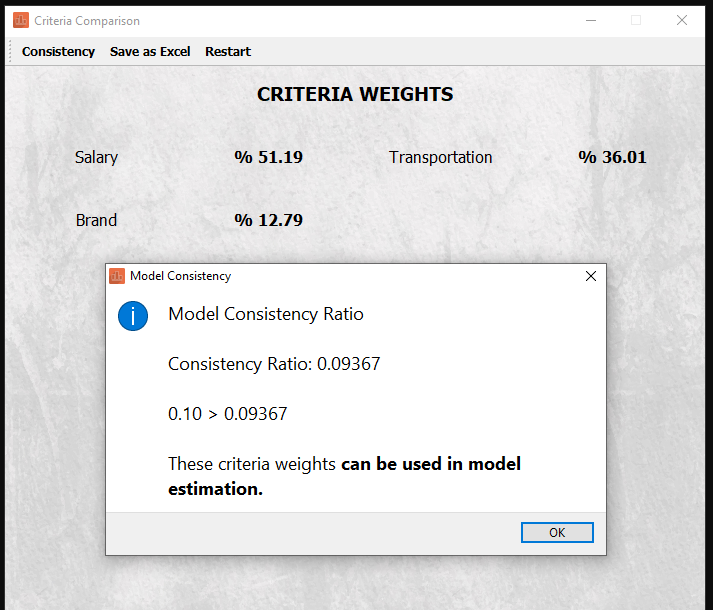 Criteria Comparison
Consistency Save as Excel Restart
CRITERIA WEIGHTS
Salary % 51.19 Transportation % 36.01
Brand % 12.79
Model Consistency
Model Consistency Ratio
Consistency Ratio: 0.09367
0.10 > 0.09367
These criteria weights can be used in model
estimation.
OK